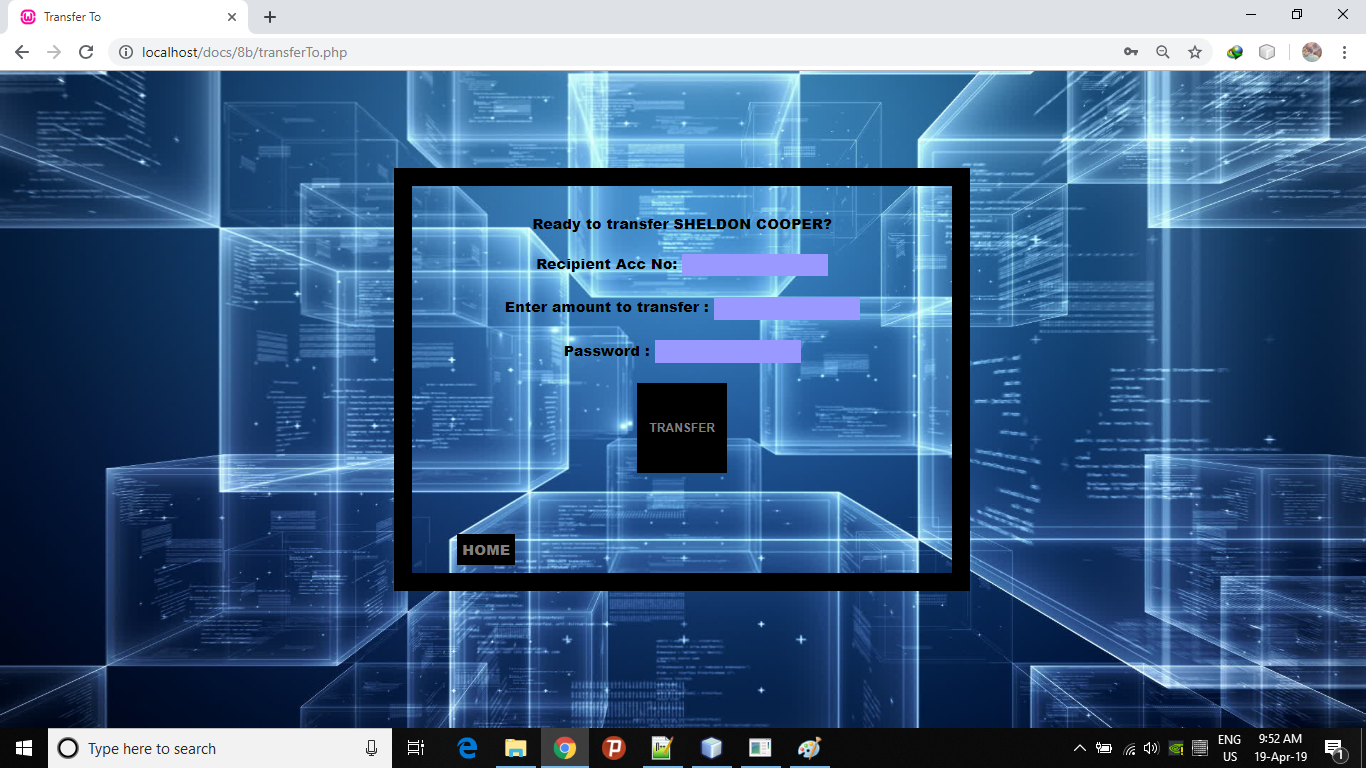 Transfer To
localhost/docs/8b/transferTo.php
Ready to transfer SHELDON COOPER?
Recipient Acc No:
Enter amount to transfer :
Password :
TRANSFER
HOME
Type here to search
ENG
US
9:52 AM
19-Apr-19
1